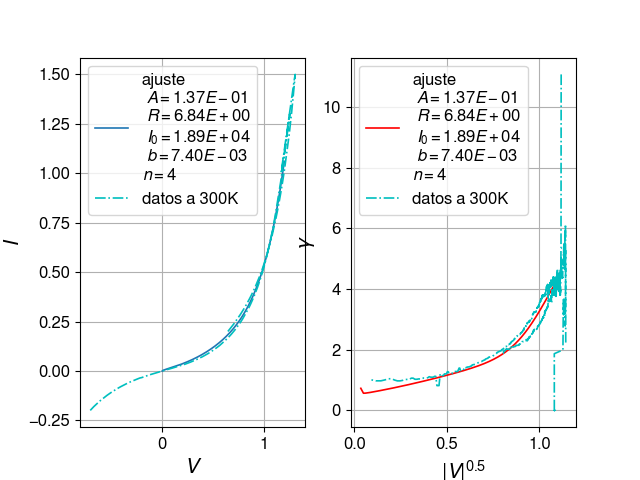 1.50
1.25
1.00
0.75
0.50
0.25
0.00
−0.25
I
0
1
V
ajuste
A = 1.37E − 01
R = 6.84E + 00
I₀ = 1.89E + 04
b = 7.40E − 03
n = 4
datos a 300K
10
8
6
4
2
0
γ
0.0
0.5
1.0
|V|^0.5
ajuste
A = 1.37E − 01
R = 6.84E + 00
I₀ = 1.89E + 04
b = 7.40E − 03
n = 4
datos a 300K